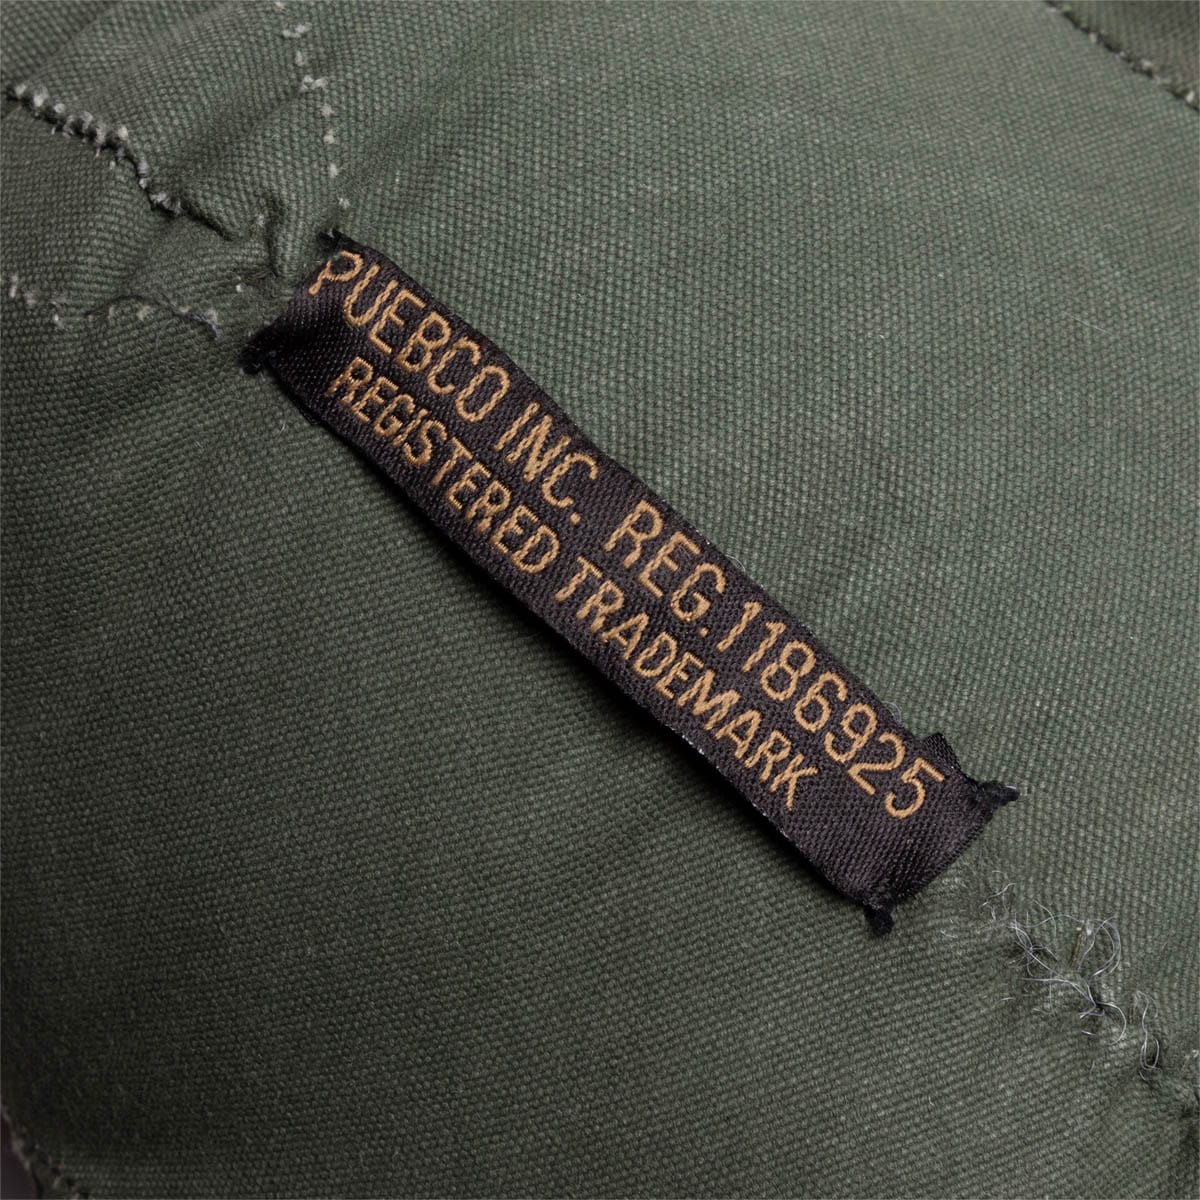 PUEBCO INC. REG.1186925
REGISTERED TRADEMARK